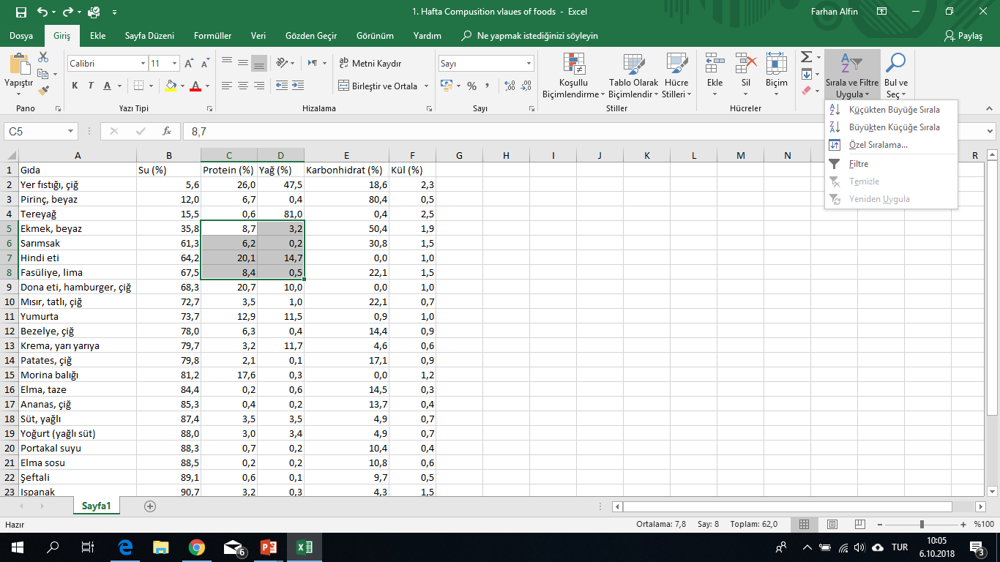 1. Hafta Compusition vlaues of foods - Excel
Farhan Alfin
Dosya Giriş Ekle Sayfa Düzeni Formüller Veri Gözden Geçir Görünüm Yardım Ne yapmak istediğinizi söyleyin Paylaş
Yapıştır
Pano
Calibri 11
K T A
Yazı Tipi
Metni Kaydır
Birleştir ve Ortala
Hizalama
Sayı
%
Sayı
Koşullu Biçimlendirme
Tablo Olarak Biçimlendir
Hücre Stilleri
Stiller
Ekle Sil Biçim
Hücreler
Sırala ve Filtre Uygula
Bul ve Seç
Küçükten Büyüğe Sırala
Büyükten Küçüğe Sırala
Özel Sıralama...
Filtre
Temizle
Yeniden Uygula
C5 fx 8,7
A B C D E F G H I J K L M N R
1 Gıda Su (%) Protein (%) Yağ (%) Karbonhidrat (%) Kül (%)
2 Yer fıstığı, çiğ 5,6 26,0 47,5 18,6 2,3
3 Pirinç, beyaz 12,0 6,7 0,4 80,4 0,5
4 Tereyağ 15,5 0,6 81,0 0,4 2,5
5 Ekmek, beyaz 35,8 8,7 3,2 50,4 1,9
6 Sarımsak 61,3 6,2 0,2 30,8 1,5
7 Hindi eti 64,2 20,1 14,7 0,0 1,0
8 Fasüliye, lima 67,5 8,4 0,5 22,1 1,5
9 Dona eti, hamburger, çiğ 68,3 20,7 10,0 0,0 1,0
10 Mısır, tatlı, çiğ 72,7 3,5 1,0 22,1 0,7
11 Yumurta 73,7 12,9 11,5 0,9 1,0
12 Bezelye, çiğ 78,0 6,3 0,4 14,4 0,9
13 Krema, yarı yarıya 79,7 3,2 11,7 4,6 0,6
14 Patates, çiğ 79,8 2,1 0,1 17,1 0,9
15 Morina balığı 81,2 17,6 0,3 0,0 1,2
16 Elma, taze 84,4 0,2 0,6 14,5 0,3
17 Ananas, çiğ 85,3 0,4 0,2 13,7 0,4
18 Süt, yağlı 87,4 3,5 3,5 4,9 0,7
19 Yoğurt (yağlı süt) 88,0 3,0 3,4 4,9 0,7
20 Portakal suyu 88,3 0,7 0,2 10,4 0,4
21 Elma sosu 88,5 0,2 0,2 10,8 0,6
22 Şeftali 89,1 0,6 0,1 9,7 0,5
23 Ispanak 90,7 3,2 0,3 4,3 1,5
Sayfa1
Hazır
Ortalama: 7,8 Say: 8 Toplam: 62,0
%100
6
TUR
10:05
6.10.2018
3